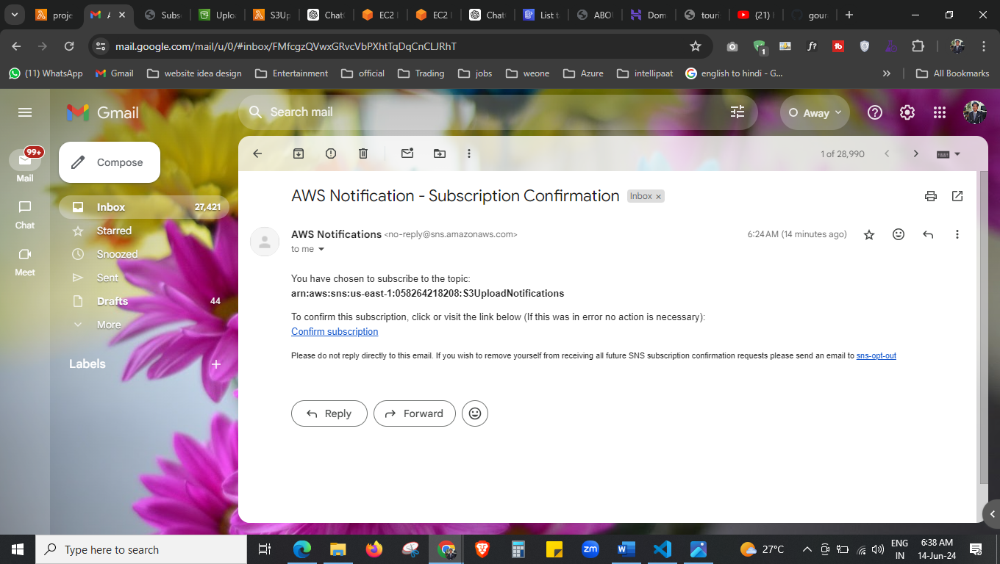 proje
A
Subs
Uploa
S3Up
ChatG
EC2
EC2
Chat
List to
ABOU
Dom
touri
(21)
gour
mail.google.com/mail/u/0/#inbox/FMfcgzQVwxGRvcVbPXhtTqDqCnCLJRhT
1
(11) WhatsApp
Gmail
website idea design
Entertainment
official
Trading
jobs
weone
Azure
intellipaat
english to hindi - G...
All Bookmarks
Gmail
Search mail
Away
99+
Mail
Chat
Meet
Compose
Inbox 27,421
Starred
Snoozed
Sent
Drafts 44
More
Labels
1 of 28,990
AWS Notification - Subscription Confirmation
Inbox x
AWS Notifications <no-reply@sns.amazonaws.com>
6:24 AM (14 minutes ago)
to me
You have chosen to subscribe to the topic:
arn:aws:sns:us-east-1:058264218208:S3UploadNotifications
To confirm this subscription, click or visit the link below (If this was in error no action is necessary):
Confirm subscription
Please do not reply directly to this email. If you wish to remove yourself from receiving all future SNS subscription confirmation requests please send an email to sns-opt-out
Reply
Forward
Type here to search
zm
27°C
ENG
IN
6:38 AM
14-Jun-24